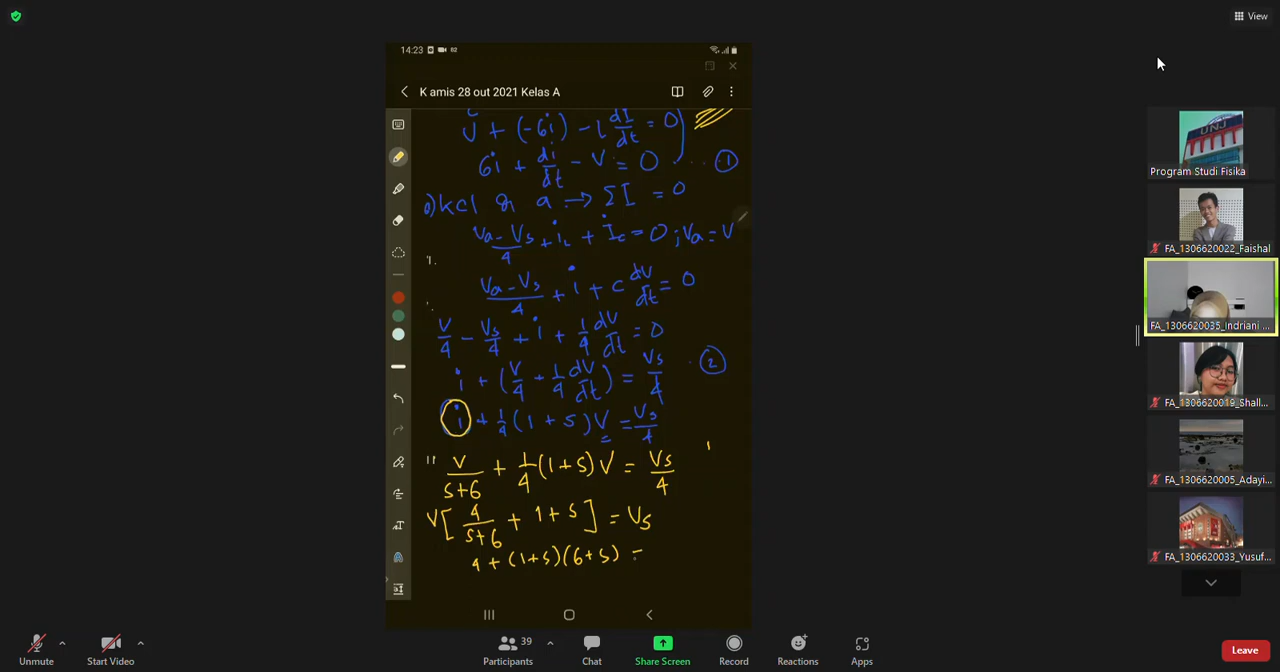 View
14:23
K amis 28 out 2021 Kelas A
v + (-6i) - L di/dt = 0
6i + di/dt - V = 0 ... (1)
a → ΣI = 0
(Va - Vs)/4 + iL + ic = 0 ; Va = V
(Va - Vs)/4 + i + C dV/dt = 0
V/4 - Vs/4 + i + 1/4 dV/dt = 0
i + (V/4 + 1/4 dV/dt) = Vs/4 (2)
i + 1/4 (1 + s) V = Vs/4
V/(s+6) + 1/4 (1+s) V = Vs/4
V[4/(s+6) + 1+s] = Vs
4 + (1+s)(6+s) =
Program Studi Fisika
FA_1306620022_Faishal
FA_1306620035_Indriani ...
FA_1306620019_Shall...
FA_1306620005_Adayi...
FA_1306620033_Yusuf...
Unmute
Start Video
Participants
39
Chat
Share Screen
Record
Reactions
Apps
Leave